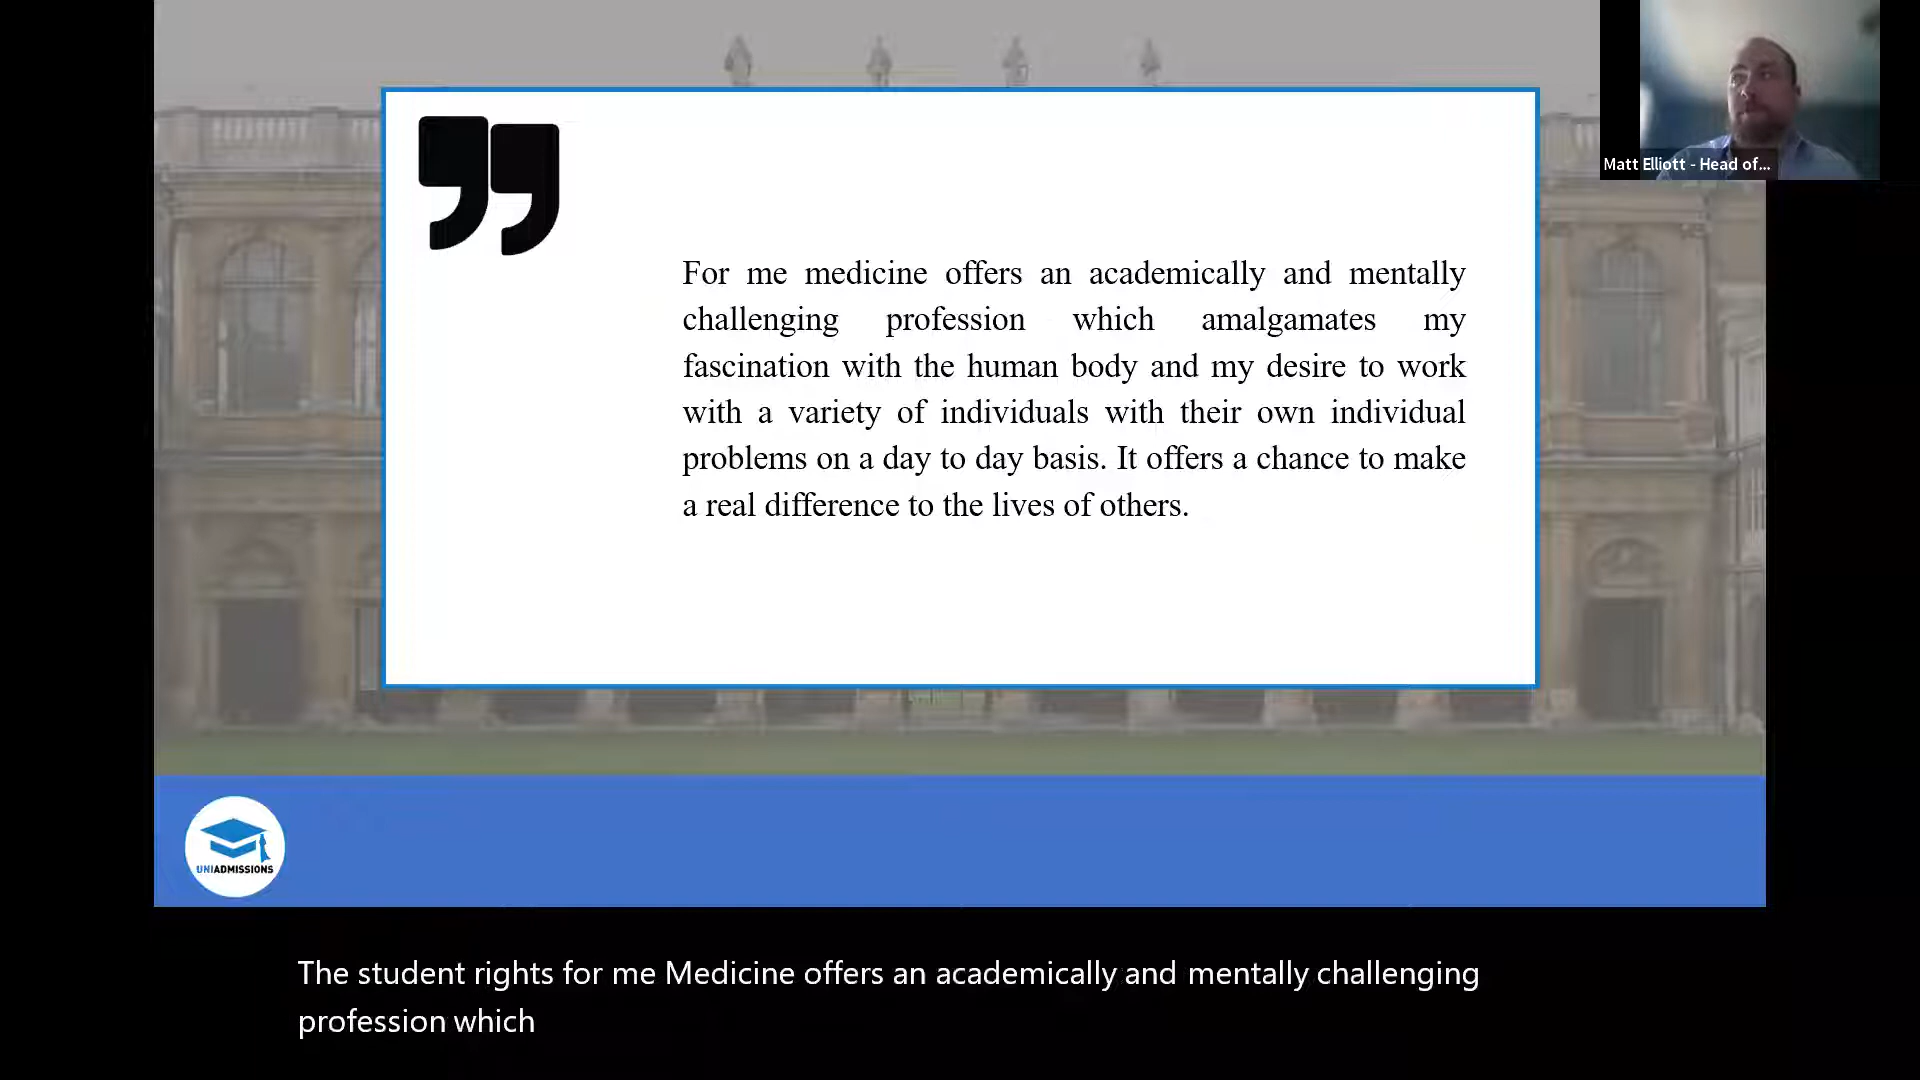 Matt Elliott - Head of...
For me medicine offers an academically and mentally
challenging profession which amalgamates my
fascination with the human body and my desire to work
with a variety of individuals with their own individual
problems on a day to day basis. It offers a chance to make
a real difference to the lives of others.
UNIADMISSIONS
The student rights for me Medicine offers an academically and mentally challenging
profession which